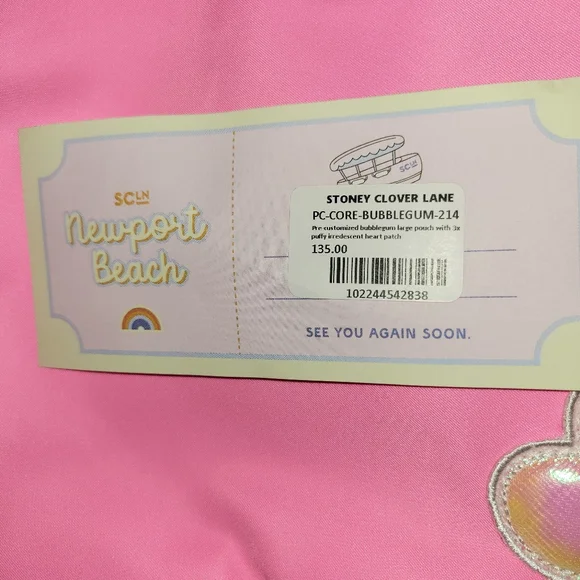 SCLN
Newport
Beach
SCLN
STONEY CLOVER LANE
PC-CORE-BUBBLEGUM-214
Pre customized bubblegum large pouch with 3x
puffy irredescent heart patch
135.00
102244542838
SEE YOU AGAIN SOON.